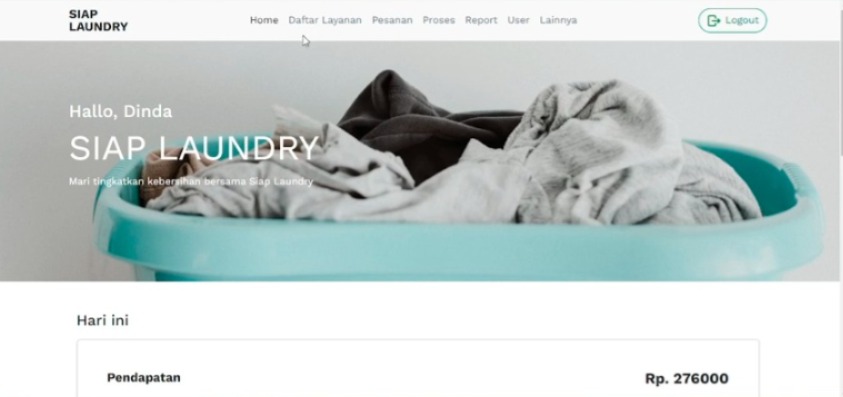 SIAP
LAUNDRY
Home Daftar Layanan Pesanan Proses Report User Lainnya
Logout
Hallo, Dinda
SIAP LAUNDRY
Mari tingkatkan kebersihan bersama Siap Laundry
Hari ini
Pendapatan Rp. 276000